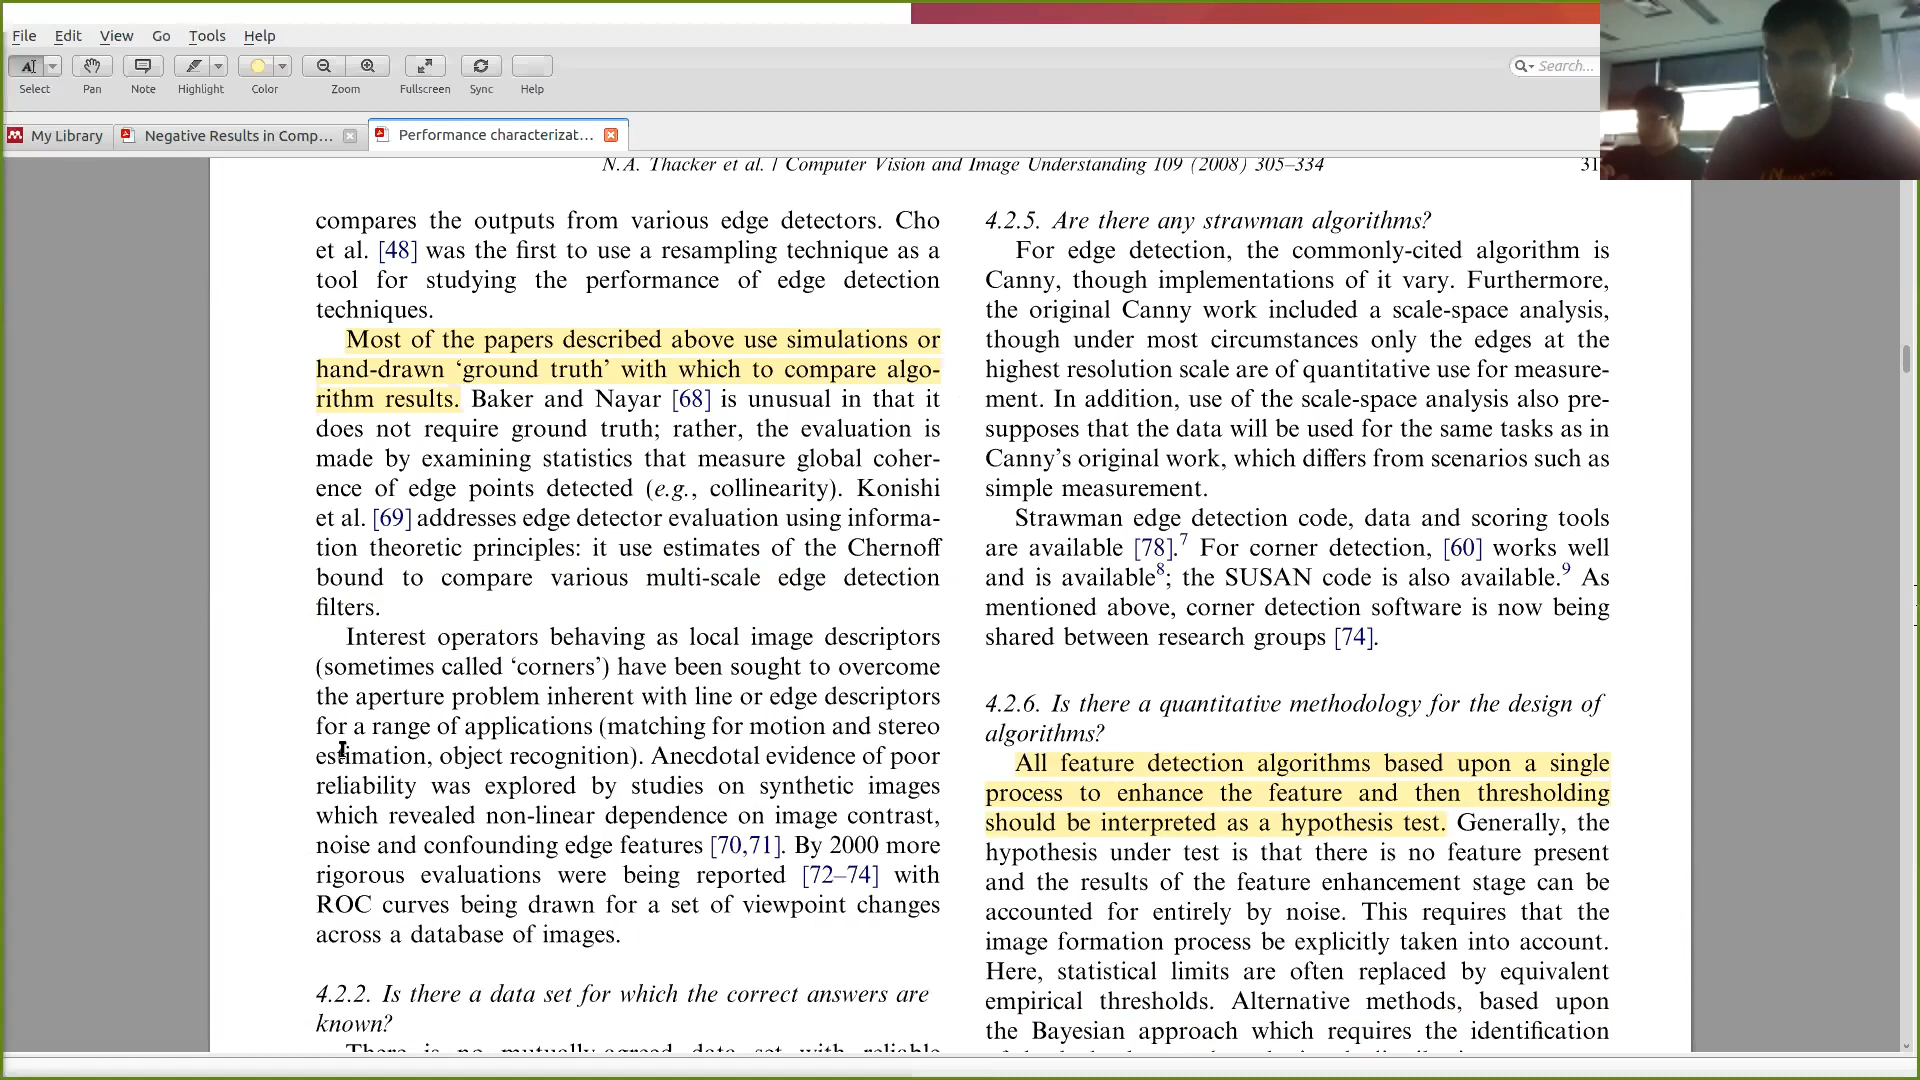 File Edit View Go Tools Help
Select Pan Note Highlight Color Zoom Fullscreen Sync Help
Search...
My Library Negative Results in Comp... Performance characterizat...
N.A. Thacker et al. / Computer Vision and Image Understanding 109 (2008) 305–334
compares the outputs from various edge detectors. Cho
et al. [48] was the first to use a resampling technique as a
tool for studying the performance of edge detection
techniques.
Most of the papers described above use simulations or
hand-drawn ‘ground truth’ with which to compare algo-
rithm results. Baker and Nayar [68] is unusual in that it
does not require ground truth; rather, the evaluation is
made by examining statistics that measure global coher-
ence of edge points detected (e.g., collinearity). Konishi
et al. [69] addresses edge detector evaluation using informa-
tion theoretic principles: it use estimates of the Chernoff
bound to compare various multi-scale edge detection
filters.
Interest operators behaving as local image descriptors
(sometimes called ‘corners’) have been sought to overcome
the aperture problem inherent with line or edge descriptors
for a range of applications (matching for motion and stereo
estimation, object recognition). Anecdotal evidence of poor
reliability was explored by studies on synthetic images
which revealed non-linear dependence on image contrast,
noise and confounding edge features [70,71]. By 2000 more
rigorous evaluations were being reported [72–74] with
ROC curves being drawn for a set of viewpoint changes
across a database of images.
4.2.2. Is there a data set for which the correct answers are
known?
There is no mutually-agreed data set with reliable
4.2.5. Are there any strawman algorithms?
For edge detection, the commonly-cited algorithm is
Canny, though implementations of it vary. Furthermore,
the original Canny work included a scale-space analysis,
though under most circumstances only the edges at the
highest resolution scale are of quantitative use for measure-
ment. In addition, use of the scale-space analysis also pre-
supposes that the data will be used for the same tasks as in
Canny’s original work, which differs from scenarios such as
simple measurement.
Strawman edge detection code, data and scoring tools
are available [78].7 For corner detection, [60] works well
and is available8; the SUSAN code is also available.9 As
mentioned above, corner detection software is now being
shared between research groups [74].
4.2.6. Is there a quantitative methodology for the design of
algorithms?
All feature detection algorithms based upon a single
process to enhance the feature and then thresholding
should be interpreted as a hypothesis test. Generally, the
hypothesis under test is that there is no feature present
and the results of the feature enhancement stage can be
accounted for entirely by noise. This requires that the
image formation process be explicitly taken into account.
Here, statistical limits are often replaced by equivalent
empirical thresholds. Alternative methods, based upon
the Bayesian approach which requires the identification